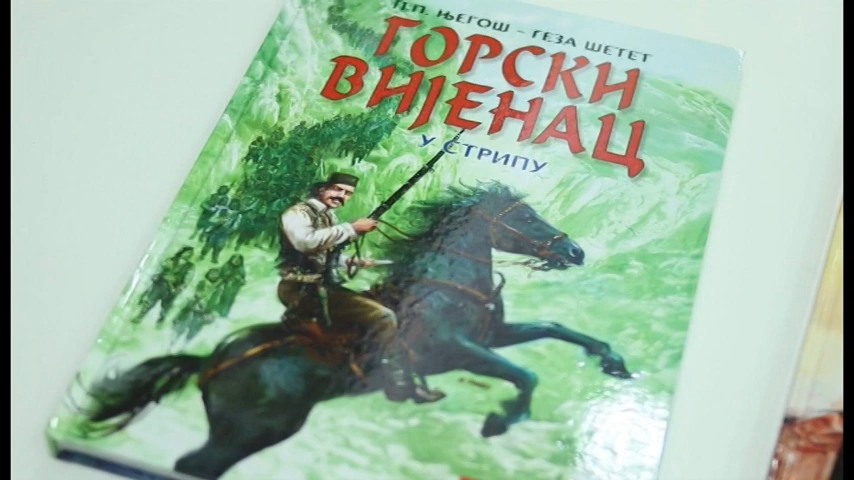 П.П. ЊЕГОШ - ГЕЗА ШЕТЕТ
ГОРСКИ
ВИЈЕНАЦ
У СТРИПУ